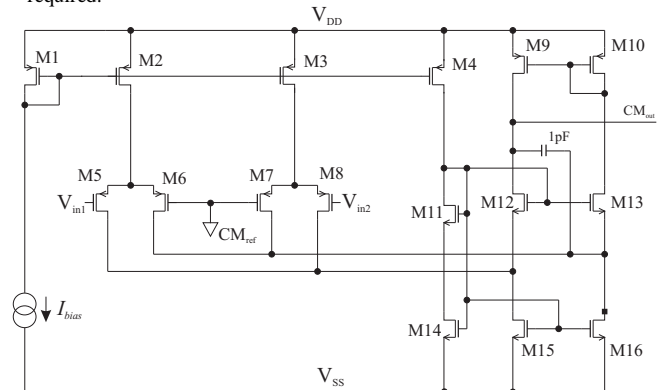 required.
V_DD
M1
M2
M3
M4
M9
M10
CM_out
1pF
M5
M6
M7
M8
V_in1
V_in2
CM_ref
M11
M12
M13
I_bias
M14
M15
M16
V_SS